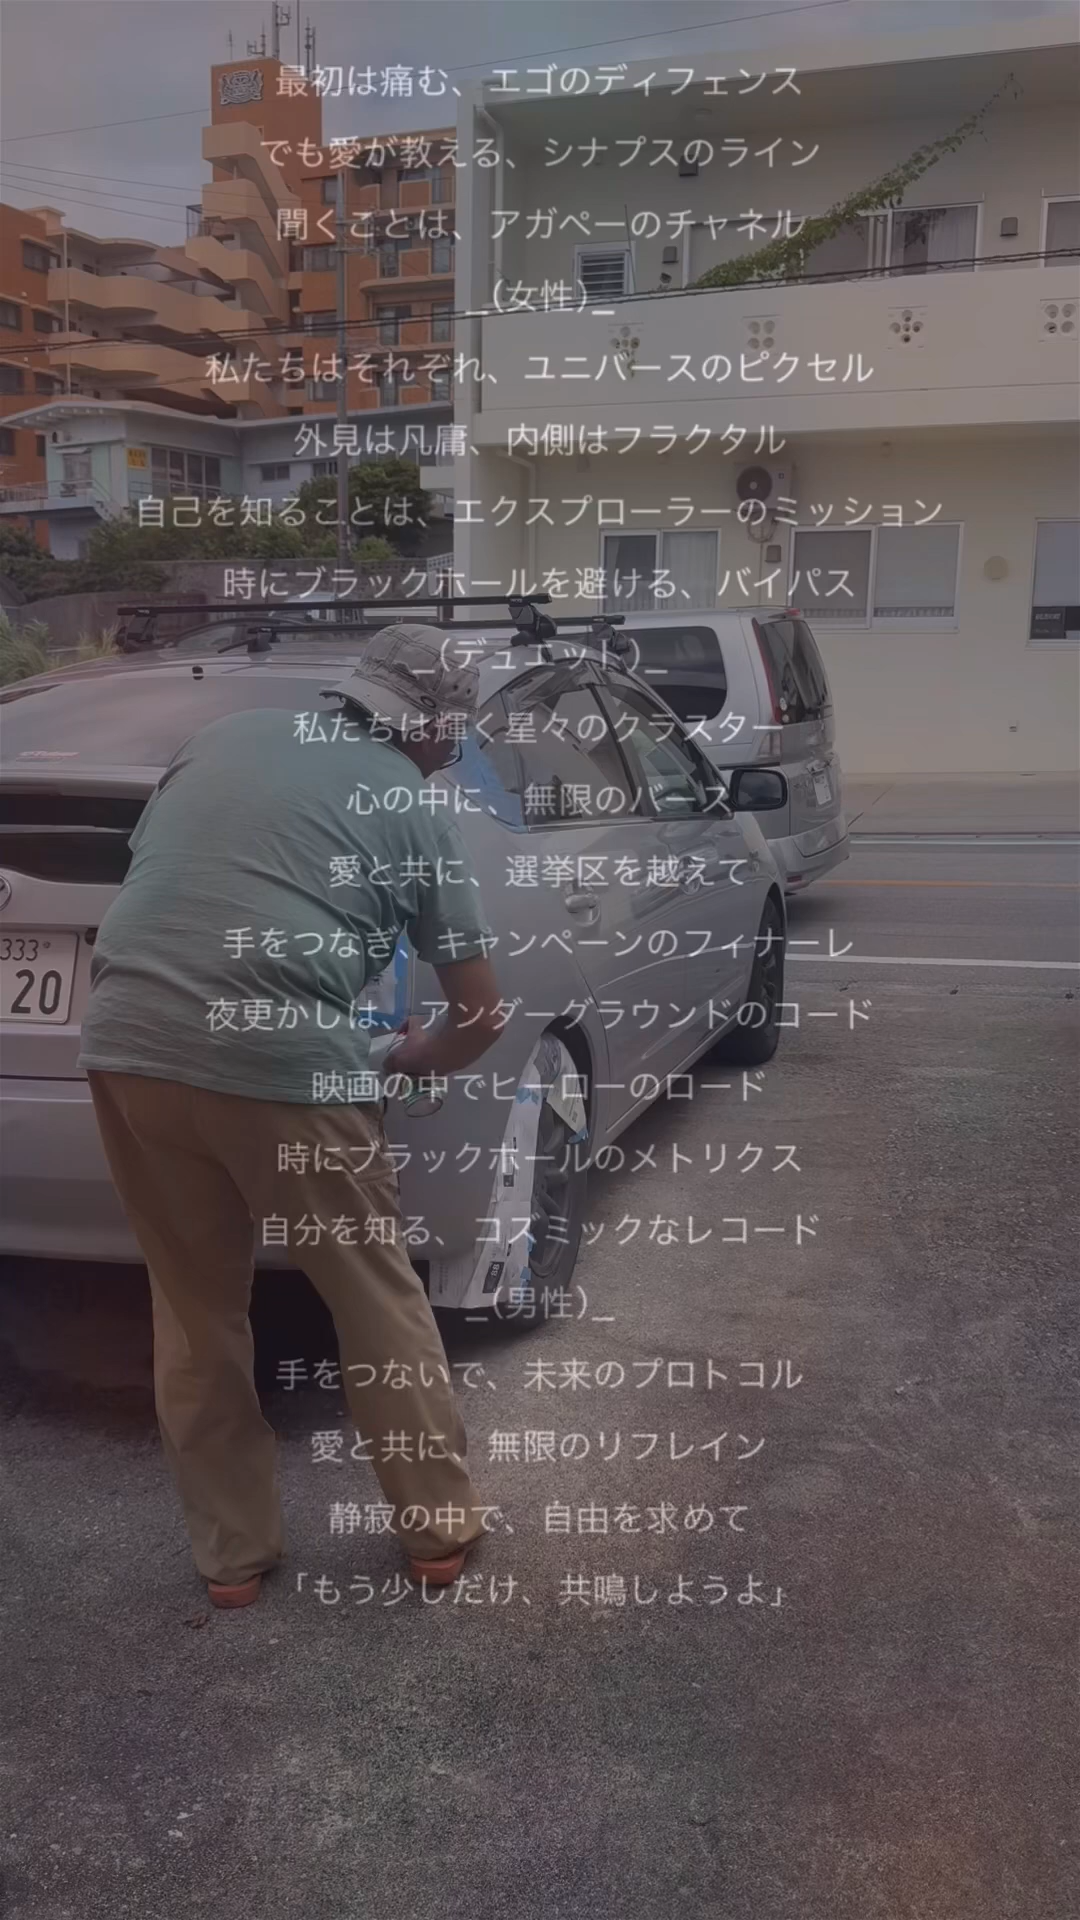 最初は痛む、エゴのディフェンス
でも愛が教える、シナプスのライン
聞くことは、アガペーのチャネル
_（女性）_
私たちはそれぞれ、ユニバースのピクセル
外見は凡庸、内側はフラクタル
自己を知ることは、エクスプローラーのミッション
時にブラックホールを避ける、バイパス
_（デュエット）_
私たちは輝く星々のクラスター
心の中に、無限のバース
愛と共に、選挙区を越えて
手をつなぎ、キャンペーンのフィナーレ
夜更かしは、アンダーグラウンドのコード
映画の中でヒーローのロード
時にブラックホールのメトリクス
自分を知る、コズミックなレコード
_（男性）_
手をつないで、未来のプロトコル
愛と共に、無限のリフレイン
静寂の中で、自由を求めて
「もう少しだけ、共鳴しようよ」
333
20